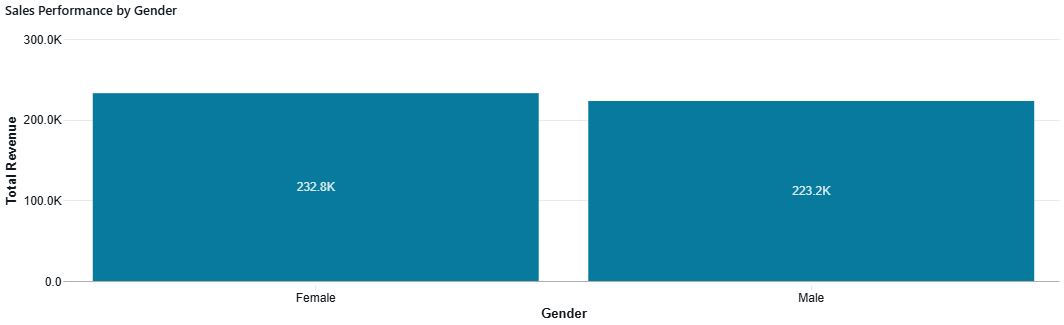 Sales Performance by Gender
300.0K
200.0K
100.0K
0.0
Total Revenue
232.8K
223.2K
Female
Male
Gender